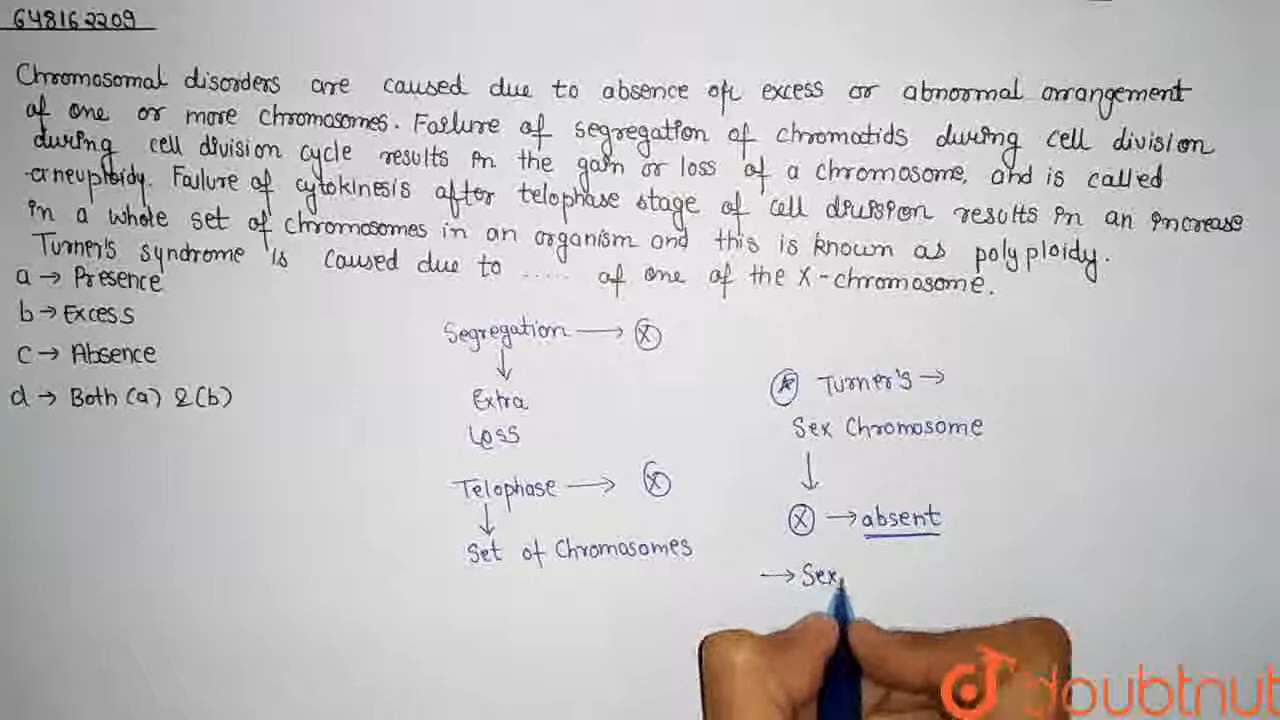 648162209
Chromosomal disorders are caused due to absence or excess or abnormal arrangement
of one or more chromosomes. Failure of segregation of chromatids during cell division
during cell division cycle results in the gain or loss of a chromosome, and is called
aneuploidy. Failure of cytokinesis after telophase stage of cell division results in an increase
in a whole set of chromosomes in an organism and this is known as polyploidy.
Turner's syndrome is caused due to ..... of one of the X-chromosome.
a → Presence
b → Excess
c → Absence
d → Both (a) & (b)
Segregation → X
↓
Extra
Loss
Telophase → X
↓
Set of Chromosomes
* Turner's →
Sex Chromosome
↓
X → absent
→ Sex
doubtnut